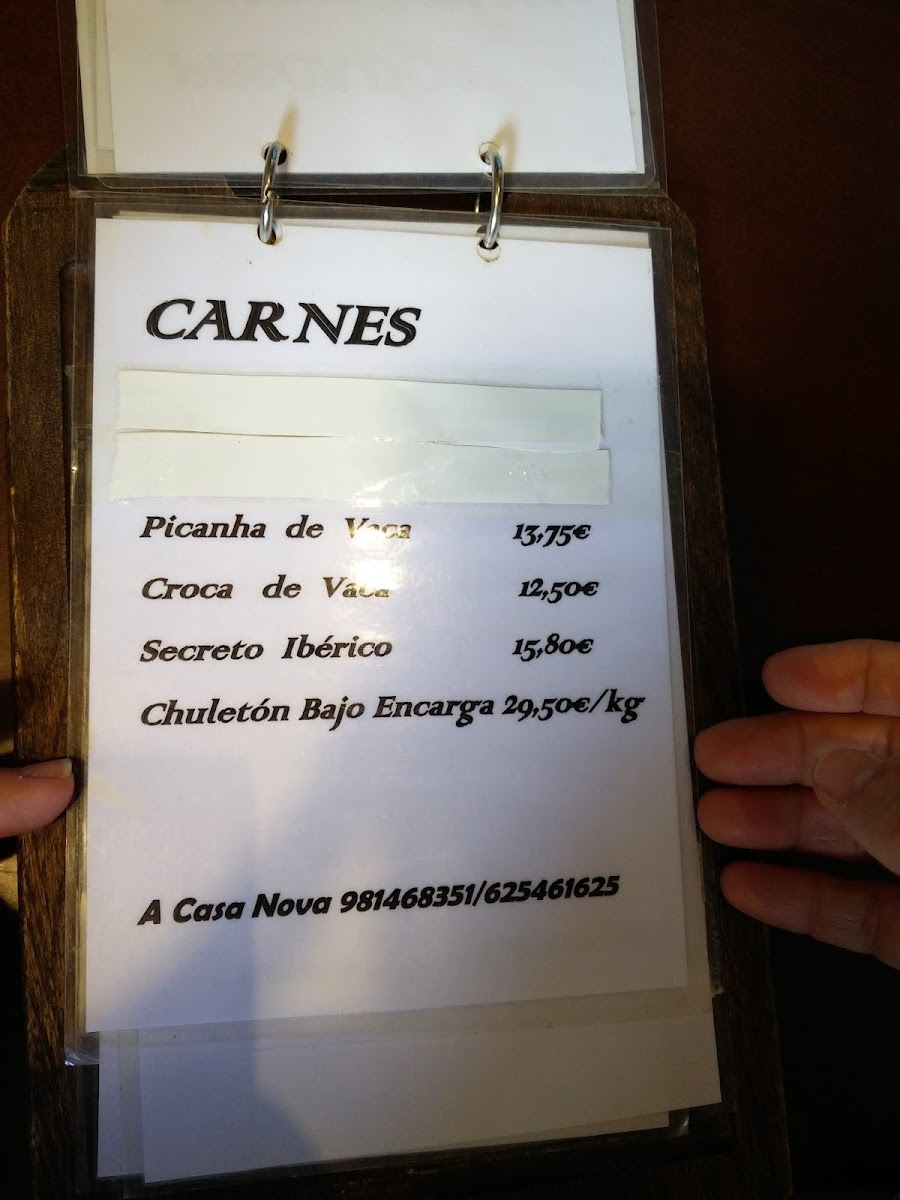 CARNES
Picanha de Vaca 13,75€
Croca de Vaca 12,50€
Secreto Ibérico 15,80€
Chuletón Bajo Encarga 29,50€/kg
A Casa Nova 981468351/625461625